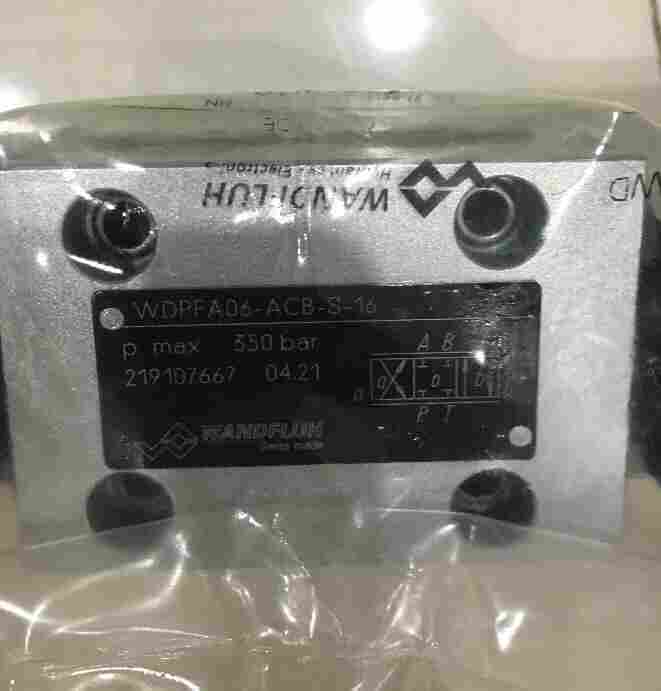 WANDFLUH
WDPFA06-ACB-S-16
p max 350 bar
219107667 04.21
A B
P T
WANDFLUH
Swiss made